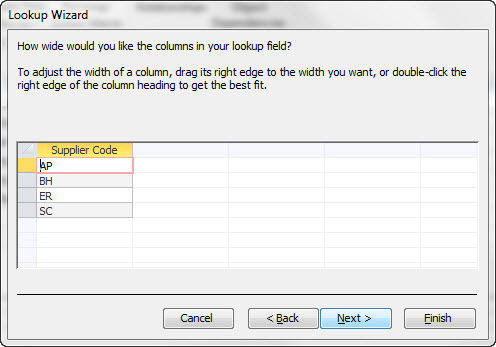 Lookup Wizard
How wide would you like the columns in your lookup field?
To adjust the width of a column, drag its right edge to the width you want, or double-click the
right edge of the column heading to get the best fit.
Supplier Code
AP
BH
ER
SC
Cancel
< Back
Next >
Finish